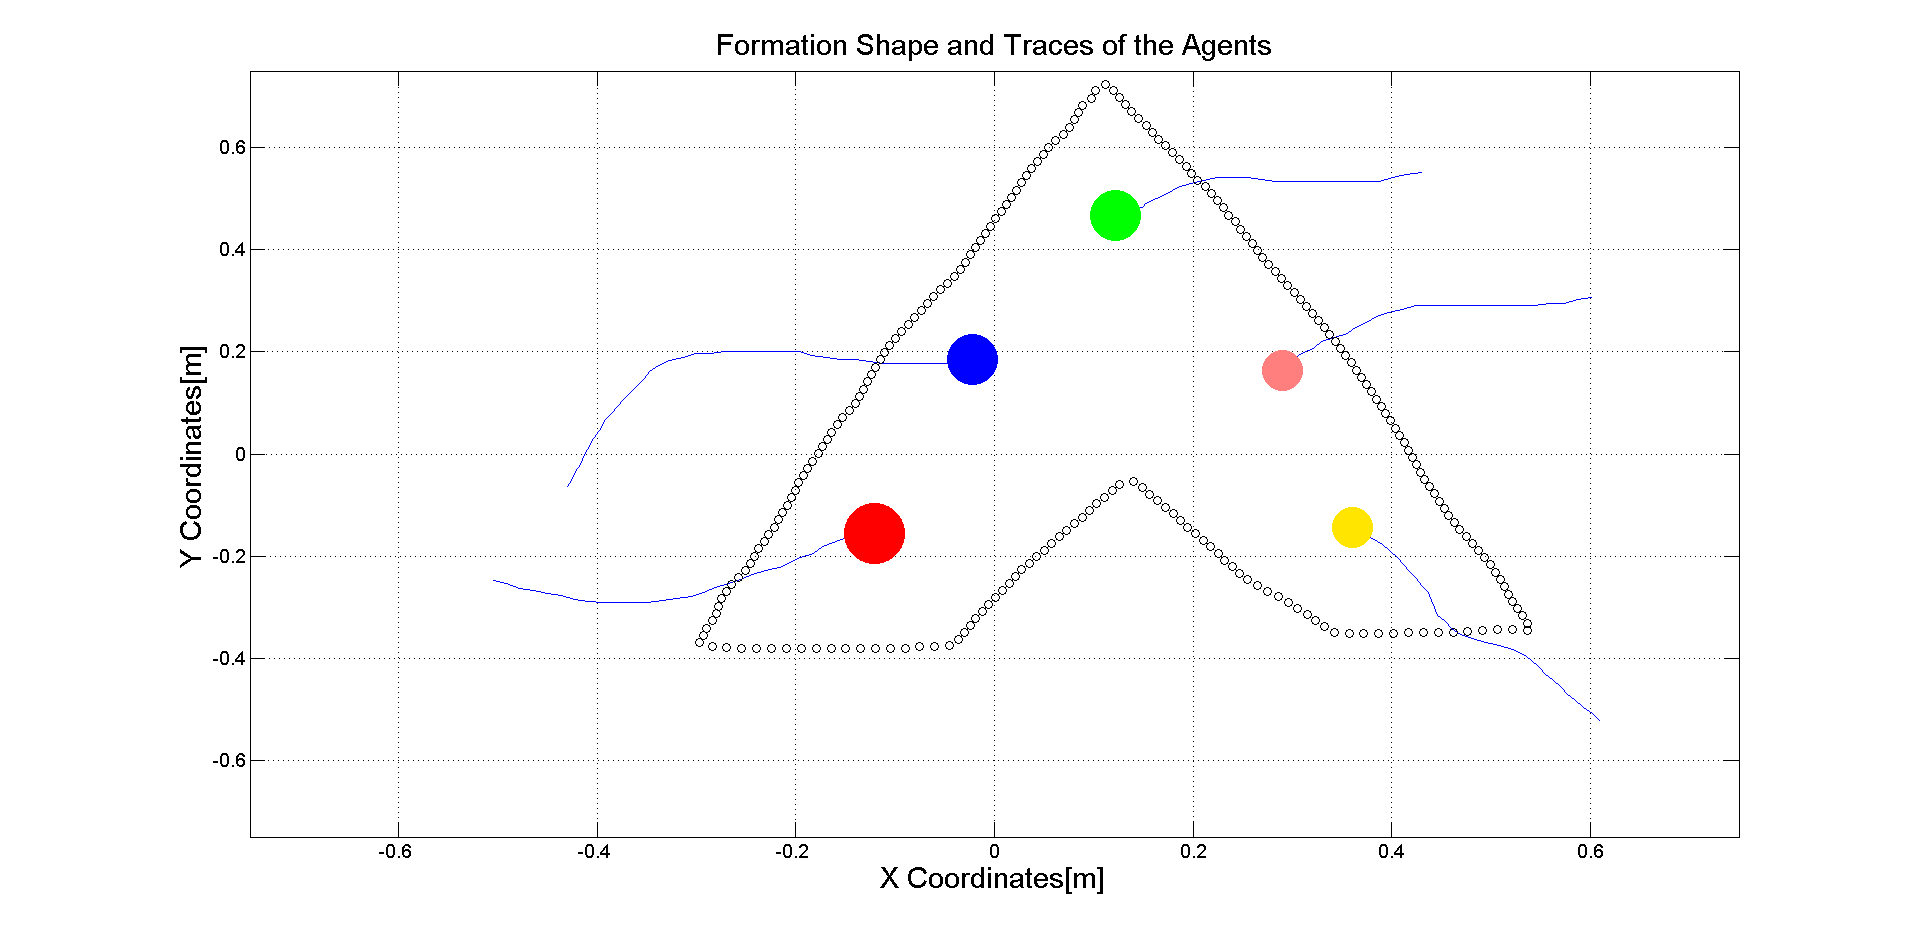 Formation Shape and Traces of the Agents
0.6
0.4
0.2
0
-0.2
-0.4
-0.6
Y Coordinates[m]
-0.6 -0.4 -0.2 0 0.2 0.4 0.6
X Coordinates[m]